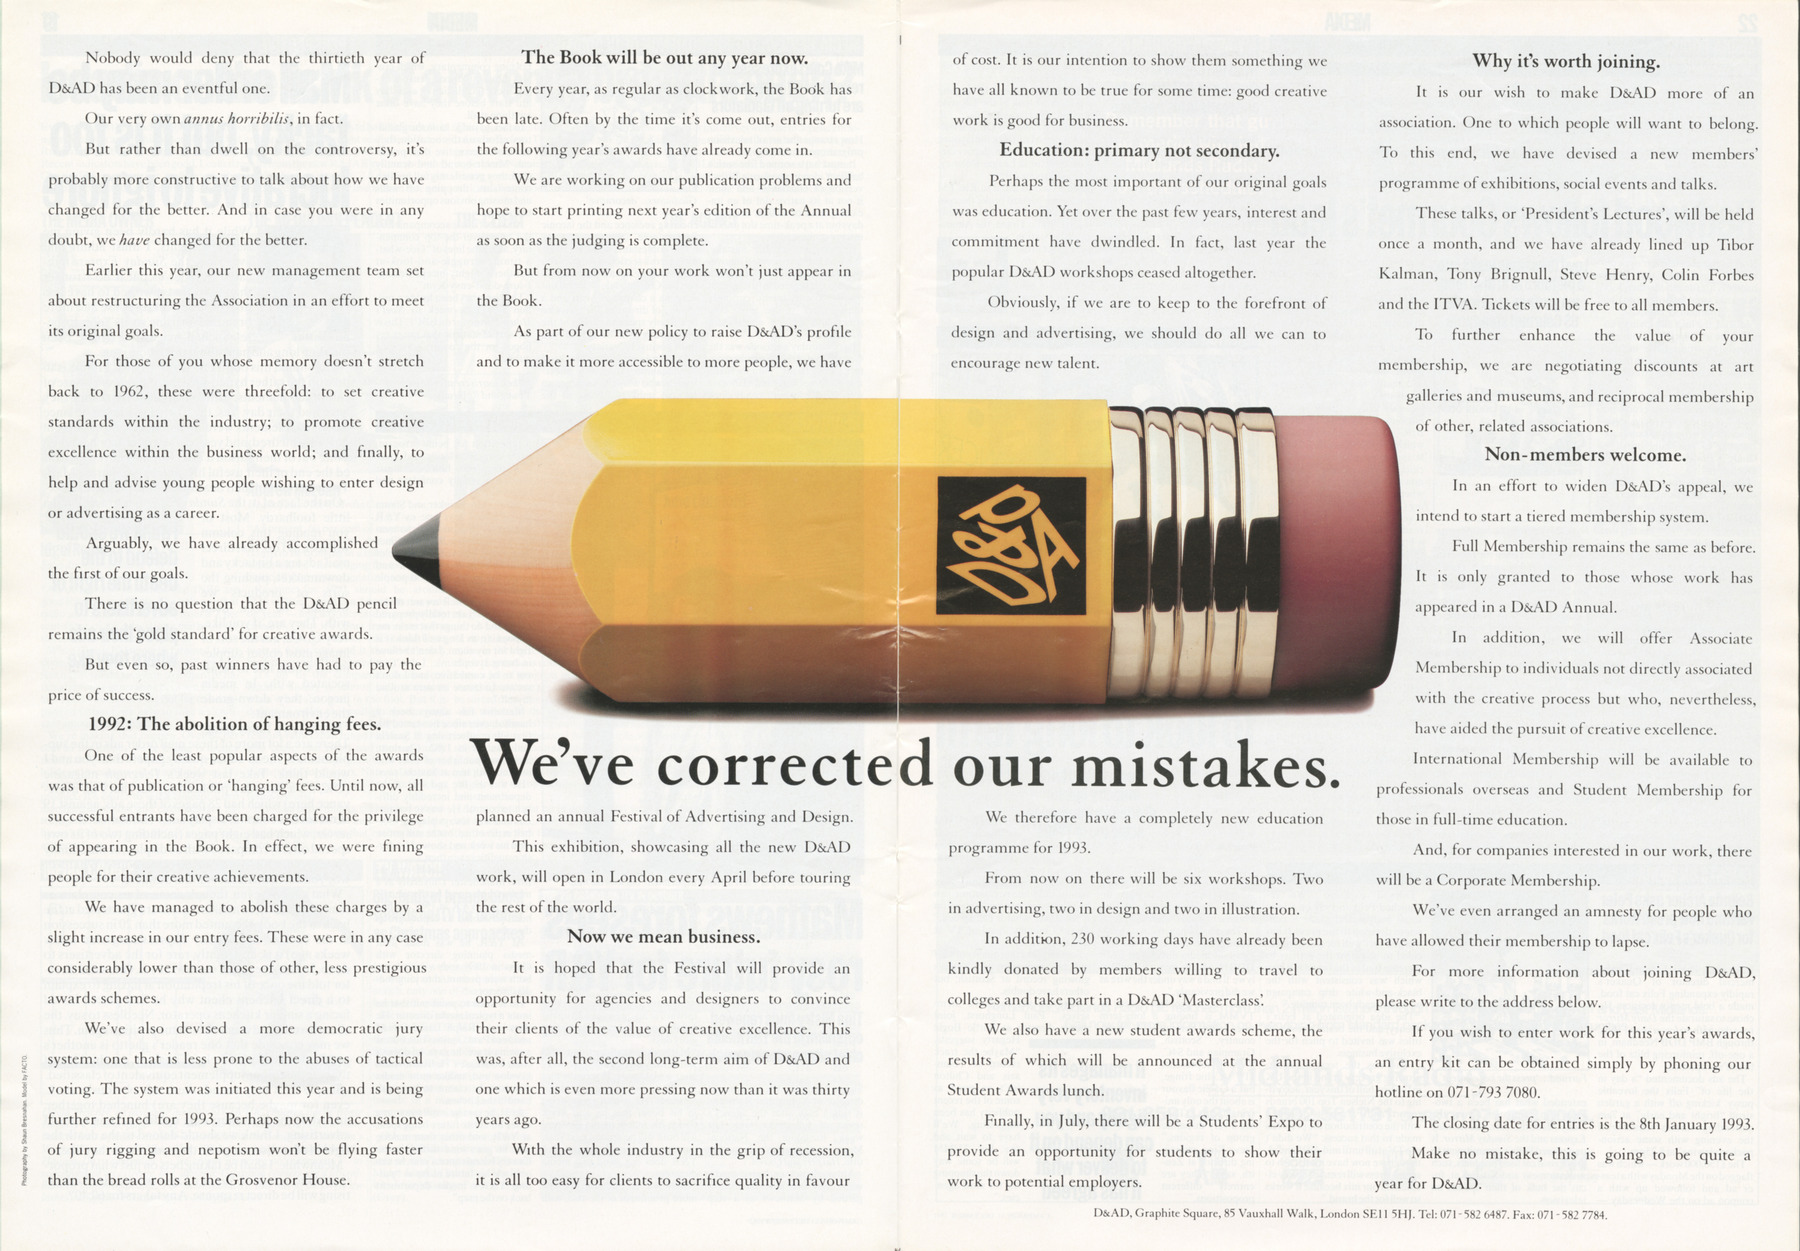 Nobody would deny that the thirtieth year of
D&AD has been an eventful one.
Our very own annus horribilis, in fact.
But rather than dwell on the controversy, it's
probably more constructive to talk about how we have
changed for the better. And in case you were in any
doubt, we have changed for the better.
Earlier this year, our new management team set
about restructuring the Association in an effort to meet
its original goals.
For those of you whose memory doesn't stretch
back to 1962, these were threefold: to set creative
standards within the industry; to promote creative
excellence within the business world; and finally, to
help and advise young people wishing to enter design
or advertising as a career.
Arguably, we have already accomplished
the first of our goals.
There is no question that the D&AD pencil
remains the 'gold standard' for creative awards.
But even so, past winners have had to pay the
price of success.
1992: The abolition of hanging fees.
One of the least popular aspects of the awards
was that of publication or 'hanging' fees. Until now, all
successful entrants have been charged for the privilege
of appearing in the Book. In effect, we were fining
people for their creative achievements.
We have managed to abolish these charges by a
slight increase in our entry fees. These were in any case
considerably lower than those of other, less prestigious
awards schemes.
We've also devised a more democratic jury
system: one that is less prone to the abuses of tactical
voting. The system was initiated this year and is being
further refined for 1993. Perhaps now the accusations
of jury rigging and nepotism won't be flying faster
than the bread rolls at the Grosvenor House.
The Book will be out any year now.
Every year, as regular as clockwork, the Book has
been late. Often by the time it's come out, entries for
the following year's awards have already come in.
We are working on our publication problems and
hope to start printing next year's edition of the Annual
as soon as the judging is complete.
But from now on your work won't just appear in
the Book.
As part of our new policy to raise D&AD's profile
and to make it more accessible to more people, we have
D&AD
We've corrected our mistakes.
planned an annual Festival of Advertising and Design.
This exhibition, showcasing all the new D&AD
work, will open in London every April before touring
the rest of the world.
Now we mean business.
It is hoped that the Festival will provide an
opportunity for agencies and designers to convince
their clients of the value of creative excellence. This
was, after all, the second long-term aim of D&AD and
one which is even more pressing now than it was thirty
years ago.
With the whole industry in the grip of recession,
it is all too easy for clients to sacrifice quality in favour
of cost. It is our intention to show them something we
have all known to be true for some time: good creative
work is good for business.
Education: primary not secondary.
Perhaps the most important of our original goals
was education. Yet over the past few years, interest and
commitment have dwindled. In fact, last year the
popular D&AD workshops ceased altogether.
Obviously, if we are to keep to the forefront of
design and advertising, we should do all we can to
encourage new talent.
We therefore have a completely new education
programme for 1993.
From now on there will be six workshops. Two
in advertising, two in design and two in illustration.
In addition, 230 working days have already been
kindly donated by members willing to travel to
colleges and take part in a D&AD 'Masterclass'.
We also have a new student awards scheme, the
results of which will be announced at the annual
Student Awards lunch.
Finally, in July, there will be a Students' Expo to
provide an opportunity for students to show their
work to potential employers.
Why it's worth joining.
It is our wish to make D&AD more of an
association. One to which people will want to belong.
To this end, we have devised a new members'
programme of exhibitions, social events and talks.
These talks, or 'President's Lectures', will be held
once a month, and we have already lined up Tibor
Kalman, Tony Brignull, Steve Henry, Colin Forbes
and the ITVA. Tickets will be free to all members.
To further enhance the value of your
membership, we are negotiating discounts at art
galleries and museums, and reciprocal membership
of other, related associations.
Non-members welcome.
In an effort to widen D&AD's appeal, we
intend to start a tiered membership system.
Full Membership remains the same as before.
It is only granted to those whose work has
appeared in a D&AD Annual.
In addition, we will offer Associate
Membership to individuals not directly associated
with the creative process but who, nevertheless,
have aided the pursuit of creative excellence.
International Membership will be available to
professionals overseas and Student Membership for
those in full-time education.
And, for companies interested in our work, there
will be a Corporate Membership.
We've even arranged an amnesty for people who
have allowed their membership to lapse.
For more information about joining D&AD,
please write to the address below.
If you wish to enter work for this year's awards,
an entry kit can be obtained simply by phoning our
hotline on 071-793 7080.
The closing date for entries is the 8th January 1993.
Make no mistake, this is going to be quite a
year for D&AD.
D&AD, Graphite Square, 85 Vauxhall Walk, London SE11 5HJ. Tel: 071-582 6487. Fax: 071-582 7784.
Photography by Shaun Bresnahan. Model by FACTO.